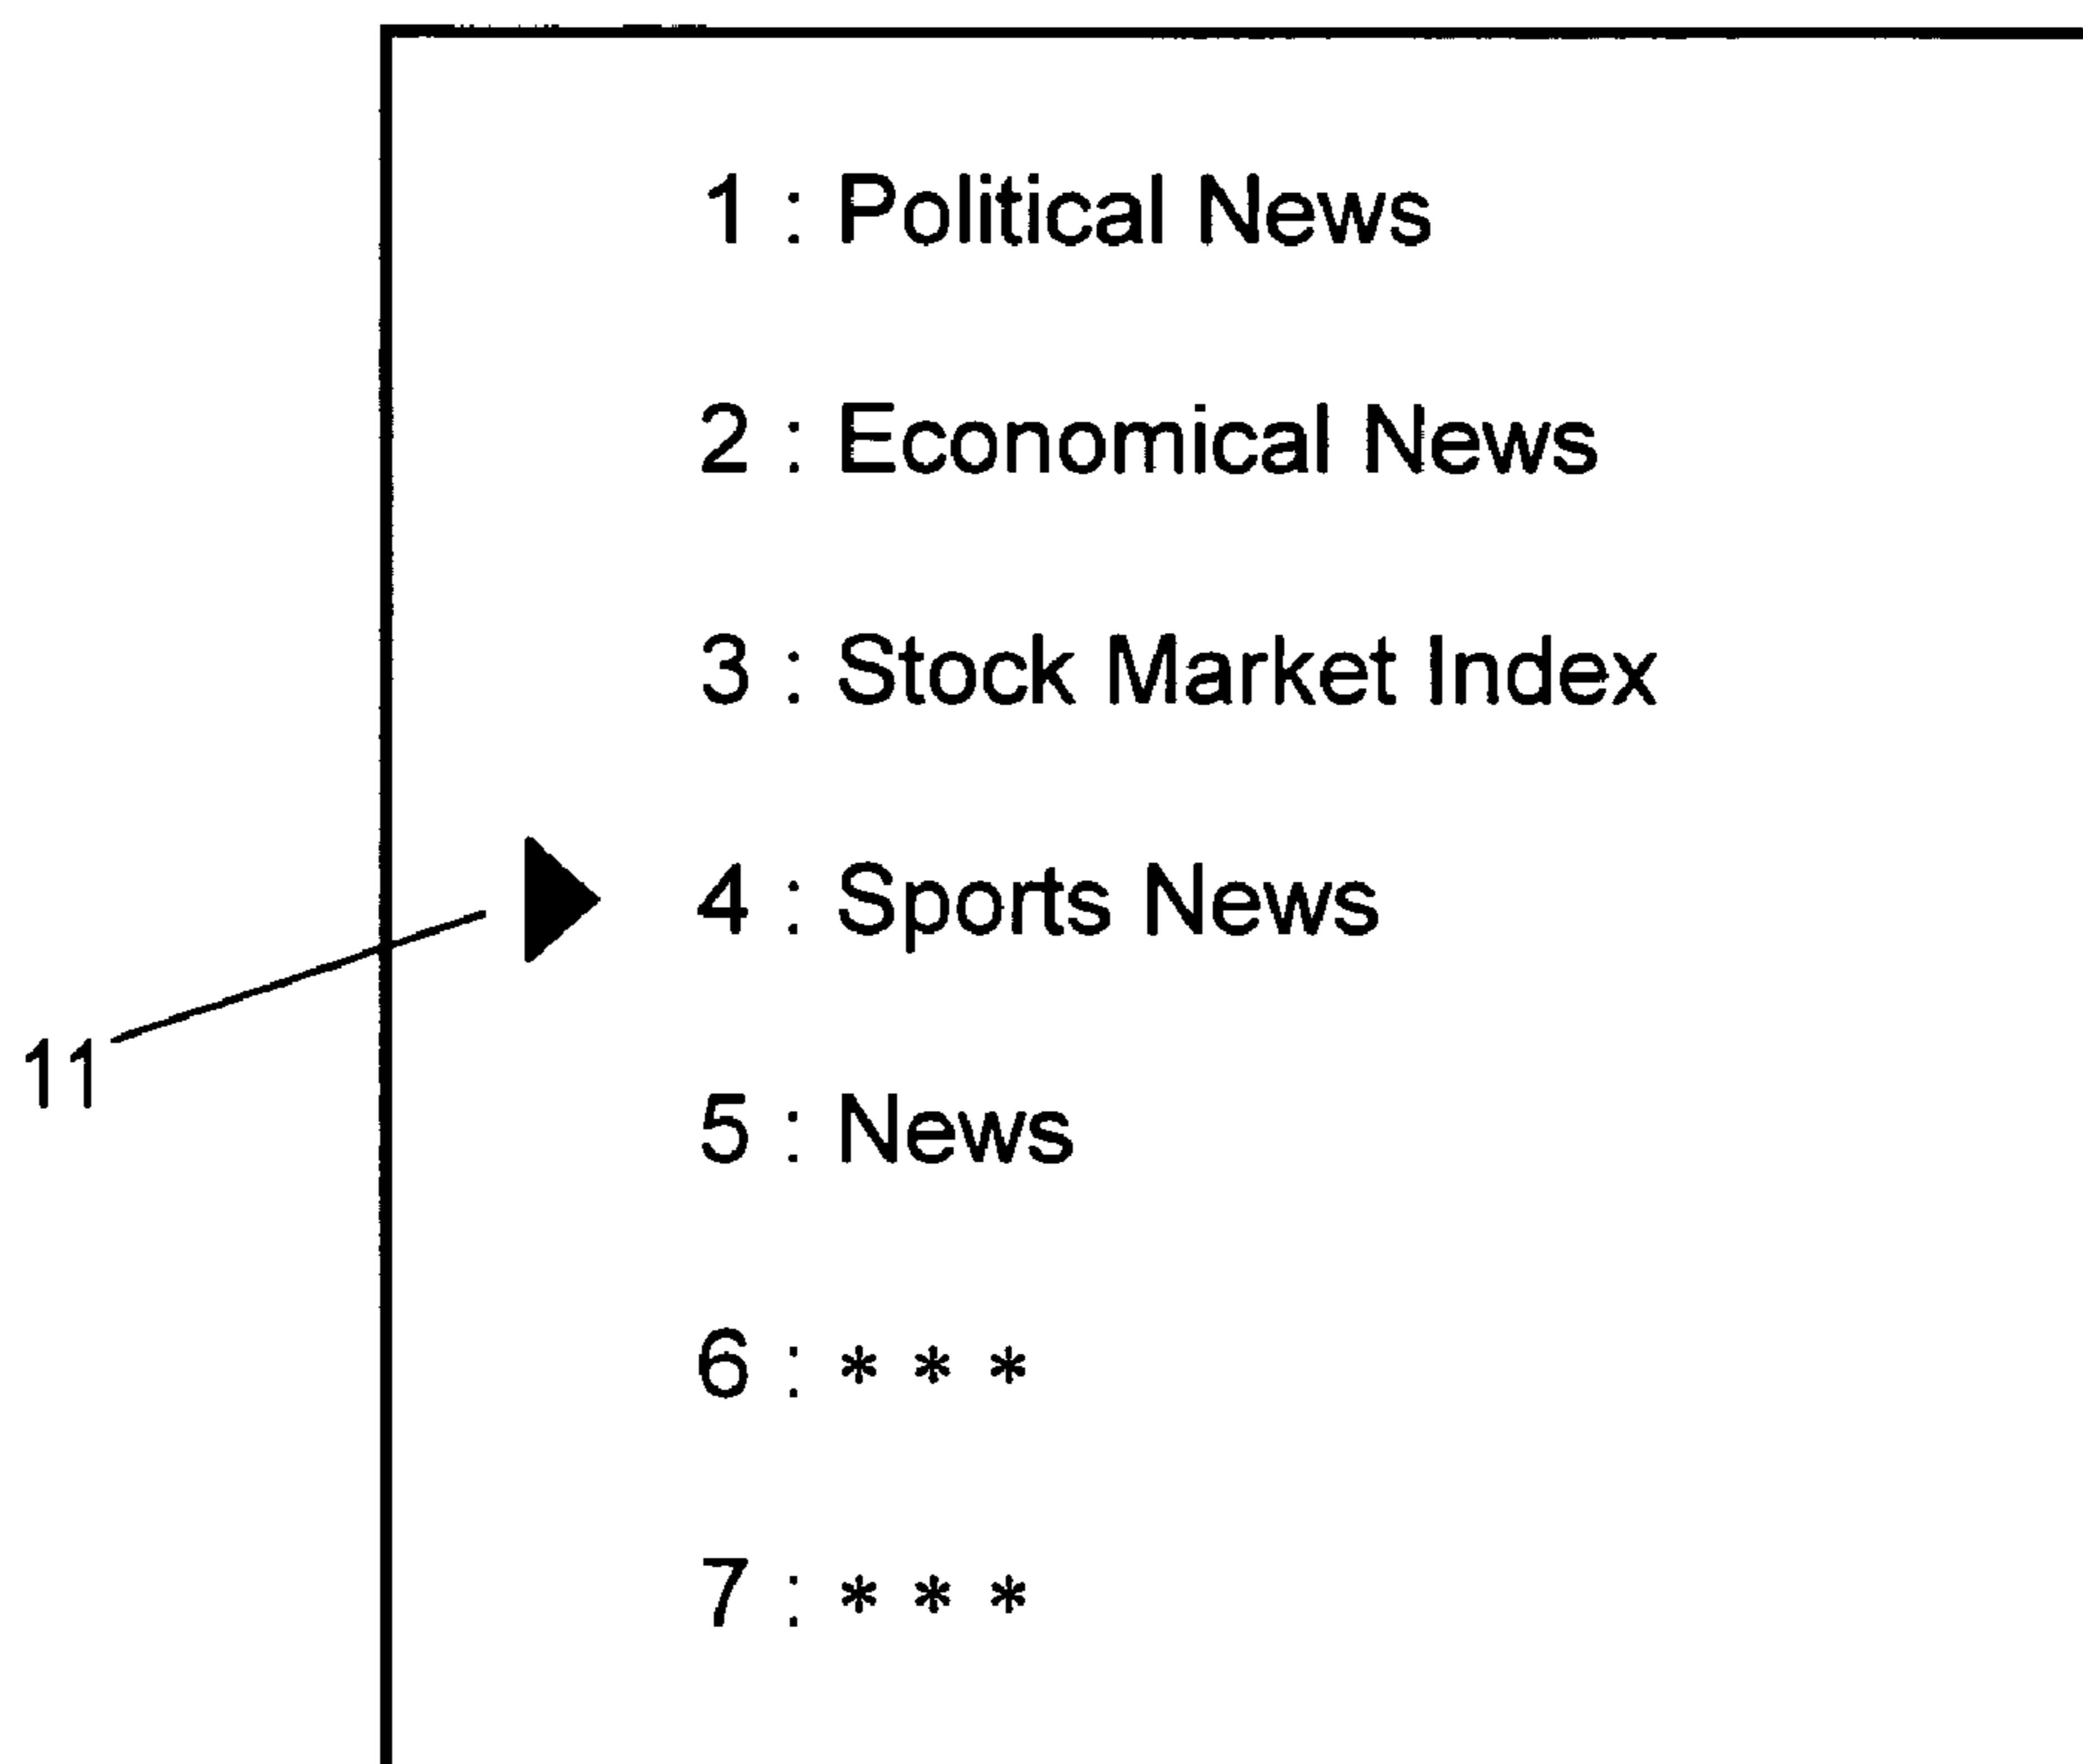 1 : Political News
2 : Economical News
3 : Stock Market Index
4 : Sports News
11
5 : News
6 : * * *
7 : * * *